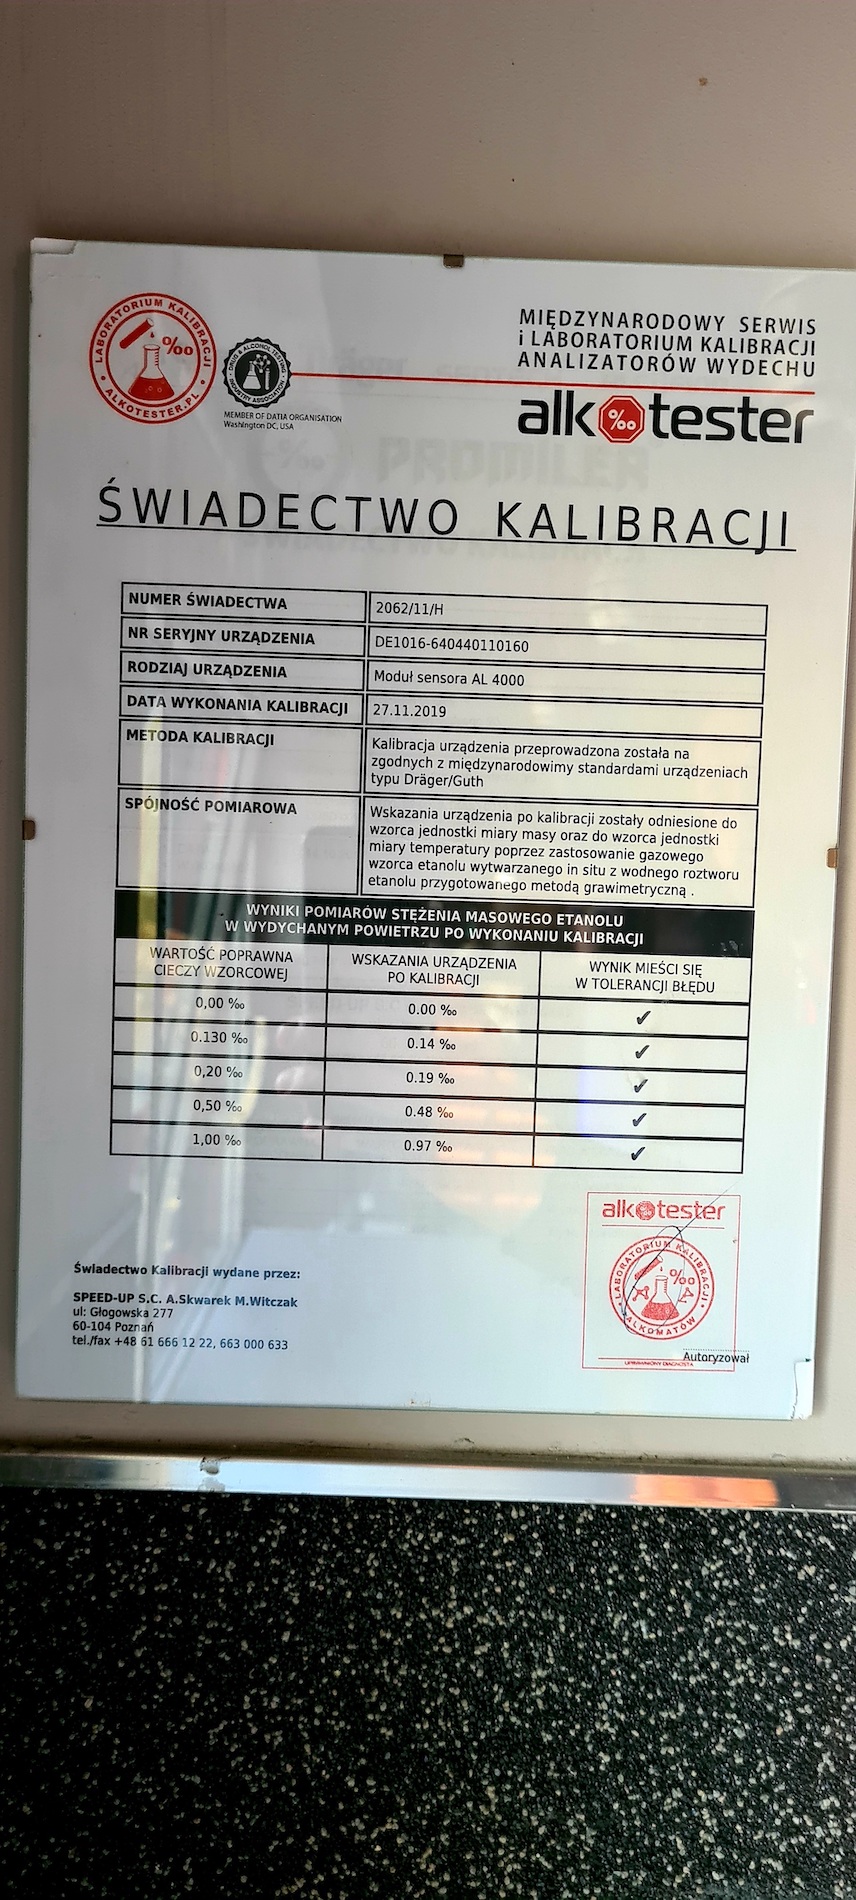 LABORATORIUM KALIBRACJI
‰
ALKOTESTER.PL
DRUG & ALCOHOL TESTING
INDUSTRY ASSOCIATION
MEMBER OF DATIA ORGANISATION
Washington DC, USA
MIĘDZYNARODOWY SERWIS
i LABORATORIUM KALIBRACJI
ANALIZATORÓW WYDECHU
alk‰tester
PROMILER
ŚWIADECTWO KALIBRACJI
NUMER ŚWIADECTWA 2062/11/H
NR SERYJNY URZĄDZENIA DE1016-640440110160
RODZIAJ URZĄDZENIA Moduł sensora AL 4000
DATA WYKONANIA KALIBRACJI 27.11.2019
METODA KALIBRACJI Kalibracja urządzenia przeprowadzona została na
zgodnych z międzynarodowimy standardami urządzeniach
typu Dräger/Guth
SPÓJNOŚĆ POMIAROWA Wskazania urządzenia po kalibracji zostały odniesione do
wzorca jednostki miary masy oraz do wzorca jednostki
miary temperatury poprzez zastosowanie gazowego
wzorca etanolu wytwarzanego in situ z wodnego roztworu
etanolu przygotowanego metodą grawimetryczną .
WYNIKI POMIARÓW STĘŻENIA MASOWEGO ETANOLU
W WYDYCHANYM POWIETRZU PO WYKONANIU KALIBRACJI
WARTOŚĆ POPRAWNA
CIECZY WZORCOWEJ
WSKAZANIA URZĄDZENIA
PO KALIBRACJI
WYNIK MIEŚCI SIĘ
W TOLERANCJI BŁĘDU
0,00 ‰ 0.00 ‰ ✔
0.130 ‰ 0.14 ‰ ✔
0,20 ‰ 0.19 ‰ ✔
0,50 ‰ 0.48 ‰ ✔
1,00 ‰ 0.97 ‰ ✔
Świadectwo Kalibracji wydane przez:
SPEED-UP S.C. A.Skwarek M.Witczak
ul: Głogowska 277
60-104 Poznań
tel./fax +48 61 666 12 22, 663 000 633
alk‰tester
LABORATORIUM KALIBRACJI
‰
ALKOMATÓW
UPRAWNIONY DIAGNOSTA
Autoryzował